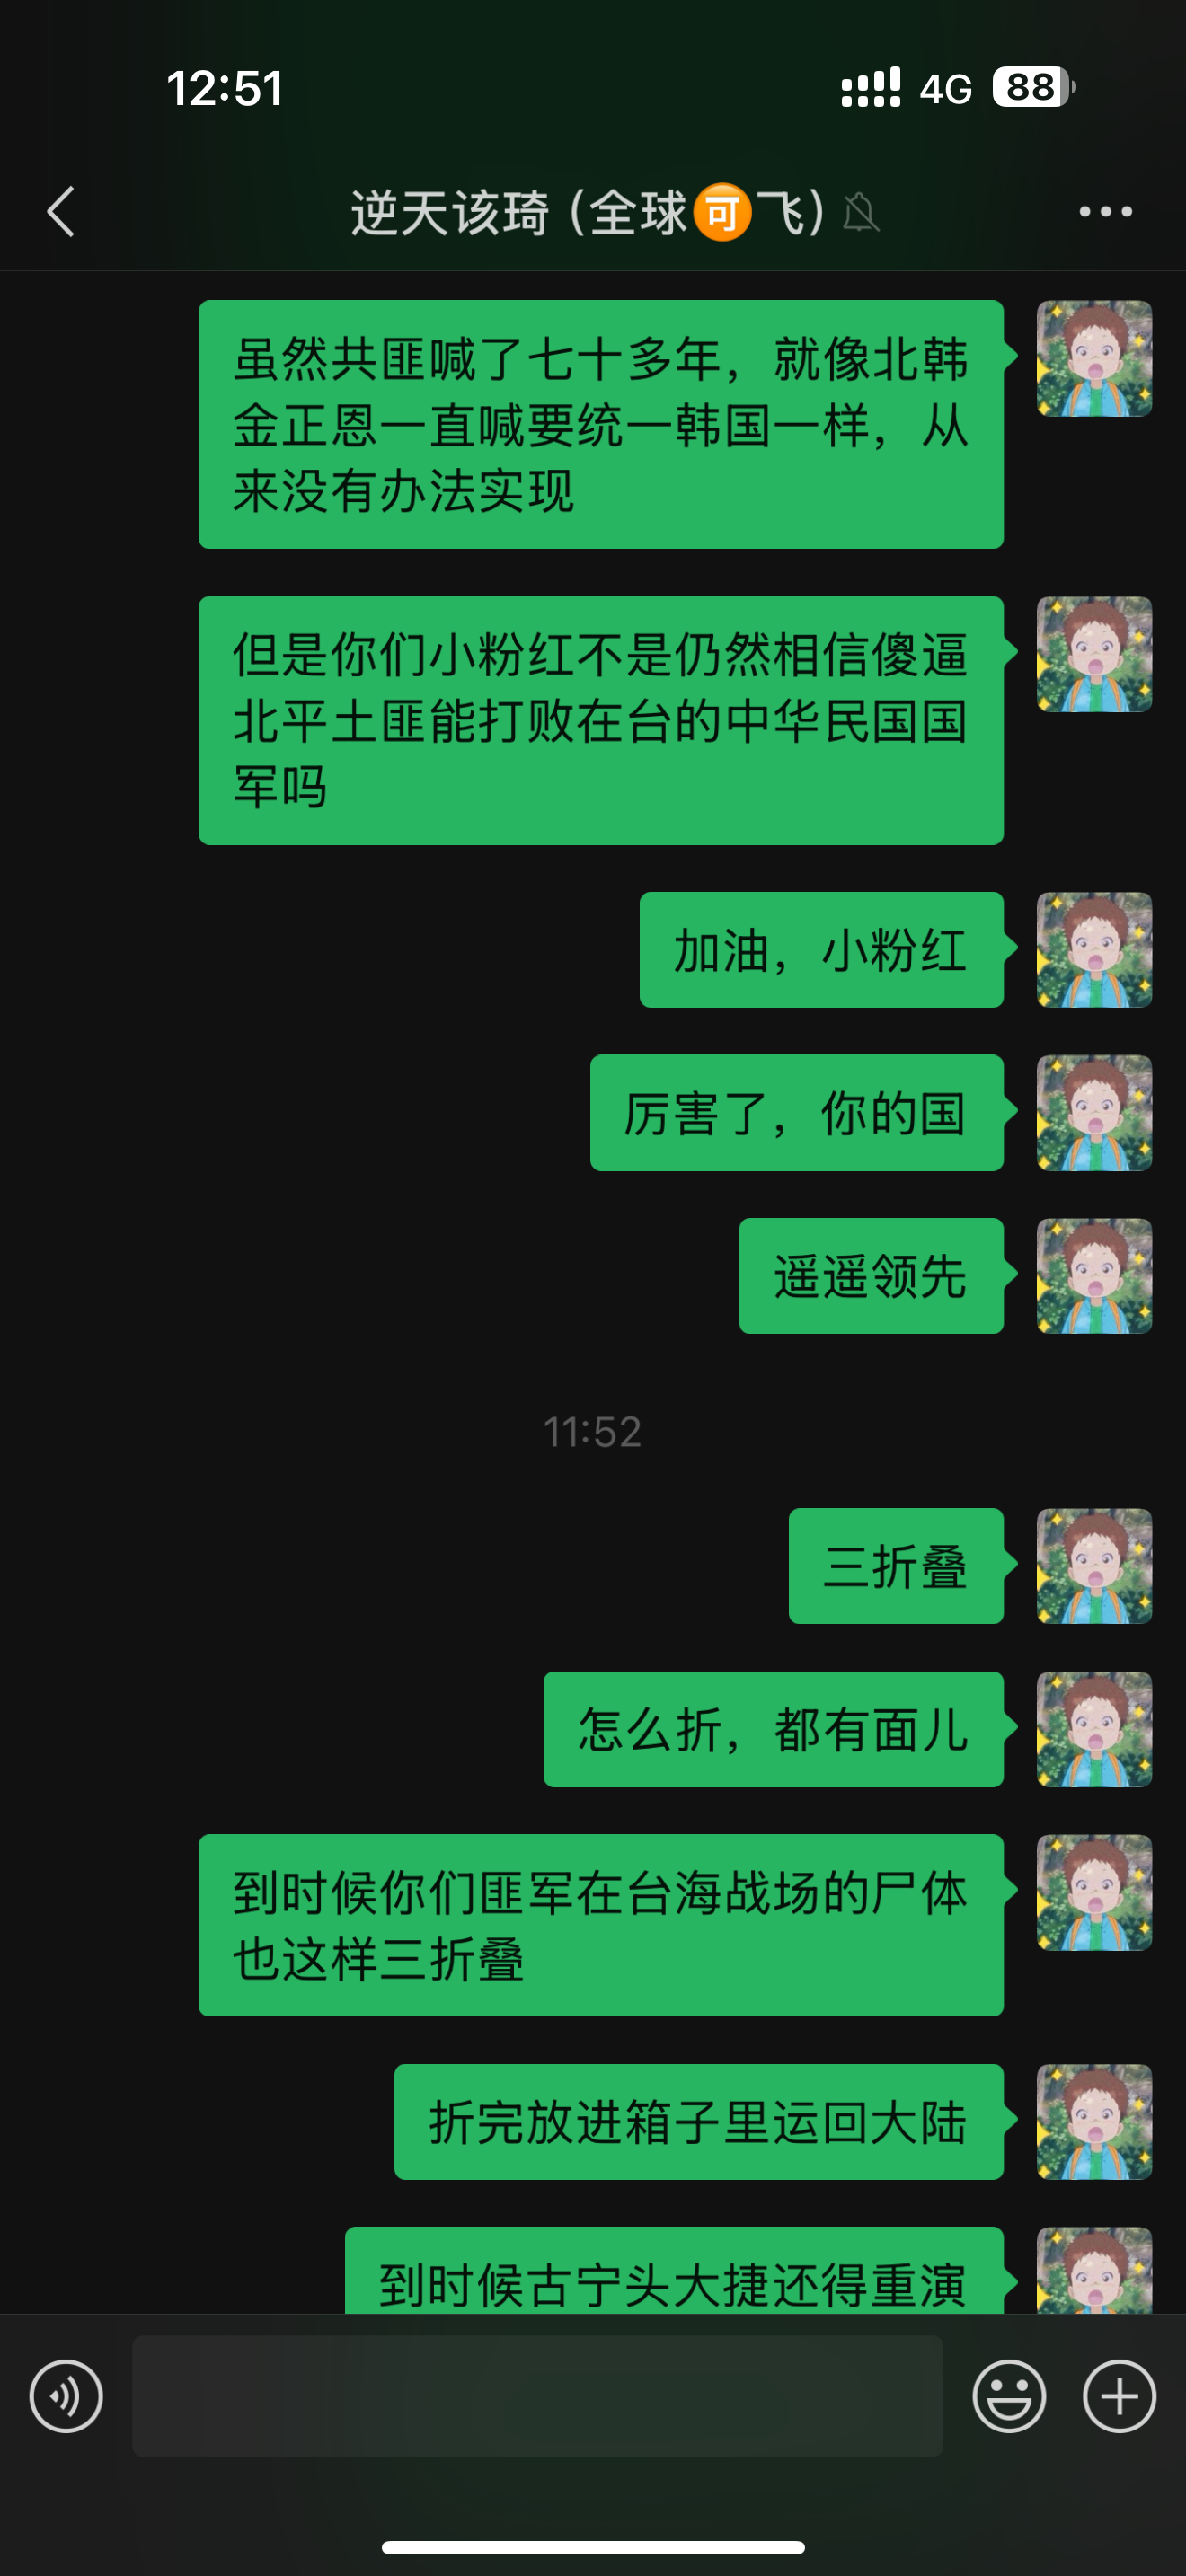 12:51
4G 88
逆天该琦 (全球🉑飞)
虽然共匪喊了七十多年，就像北韩
金正恩一直喊要统一韩国一样，从
来没有办法实现
但是你们小粉红不是仍然相信傻逼
北平土匪能打败在台的中华民国国
军吗
加油，小粉红
厉害了，你的国
遥遥领先
11:52
三折叠
怎么折，都有面儿
到时候你们匪军在台海战场的尸体
也这样三折叠
折完放进箱子里运回大陆
到时候古宁头大捷还得重演